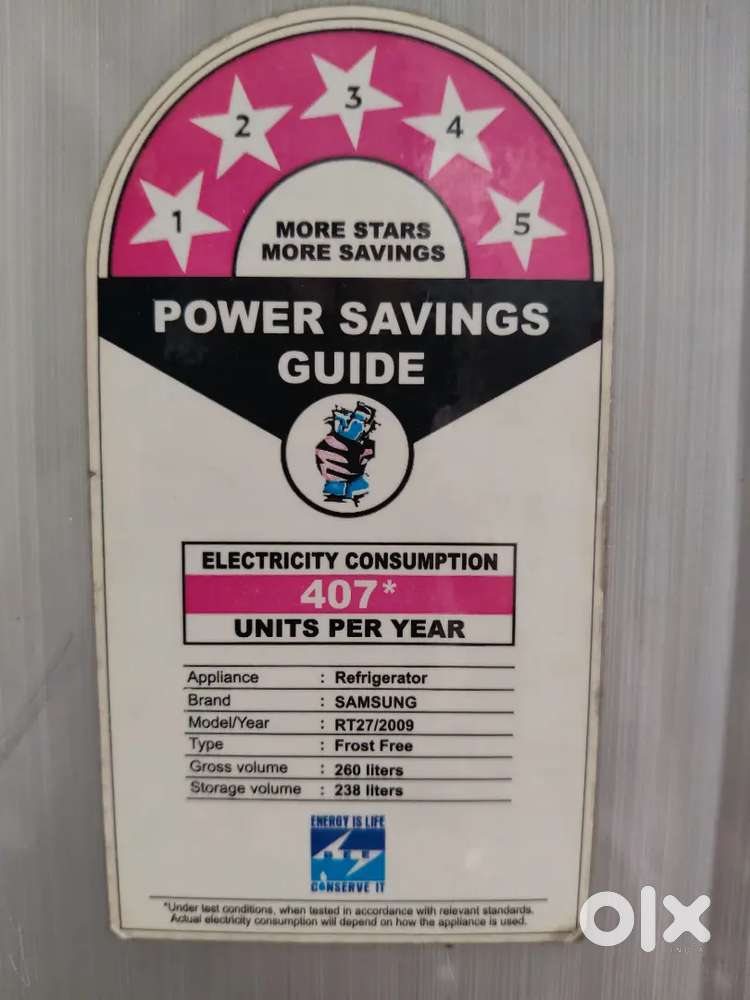 1 2 3 4 5
MORE STARS
MORE SAVINGS
POWER SAVINGS
GUIDE
ELECTRICITY CONSUMPTION
407*
UNITS PER YEAR
Appliance : Refrigerator
Brand : SAMSUNG
Model/Year : RT27/2009
Type : Frost Free
Gross volume : 260 liters
Storage volume : 238 liters
ENERGY IS LIFE
BEE
CONSERVE IT
*Under test conditions, when tested in accordance with relevant standards.
Actual electricity consumption will depend on how the appliance is used.
olx
INDIA